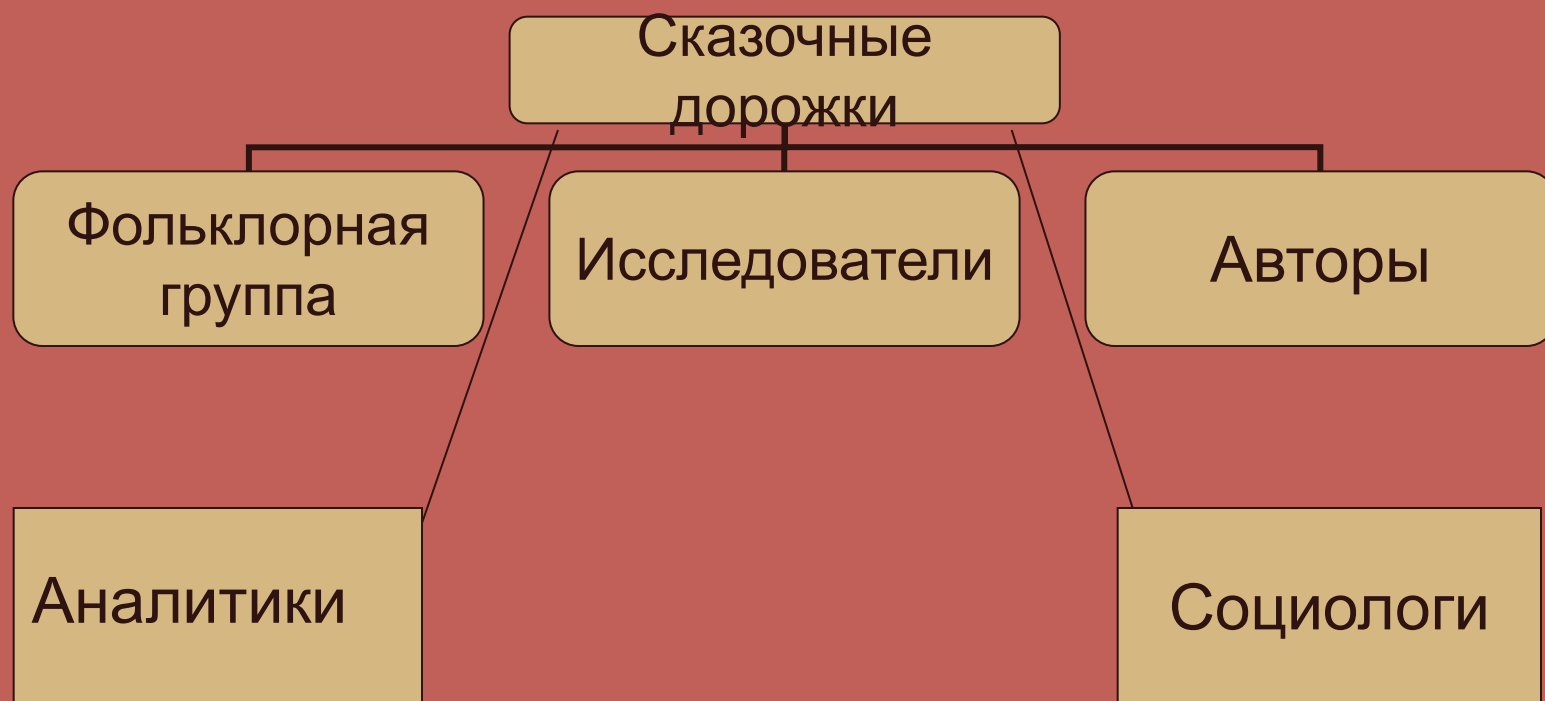 Сказочные
дорожки
Фольклорная
группа
Исследователи
Авторы
Аналитики
Социологи